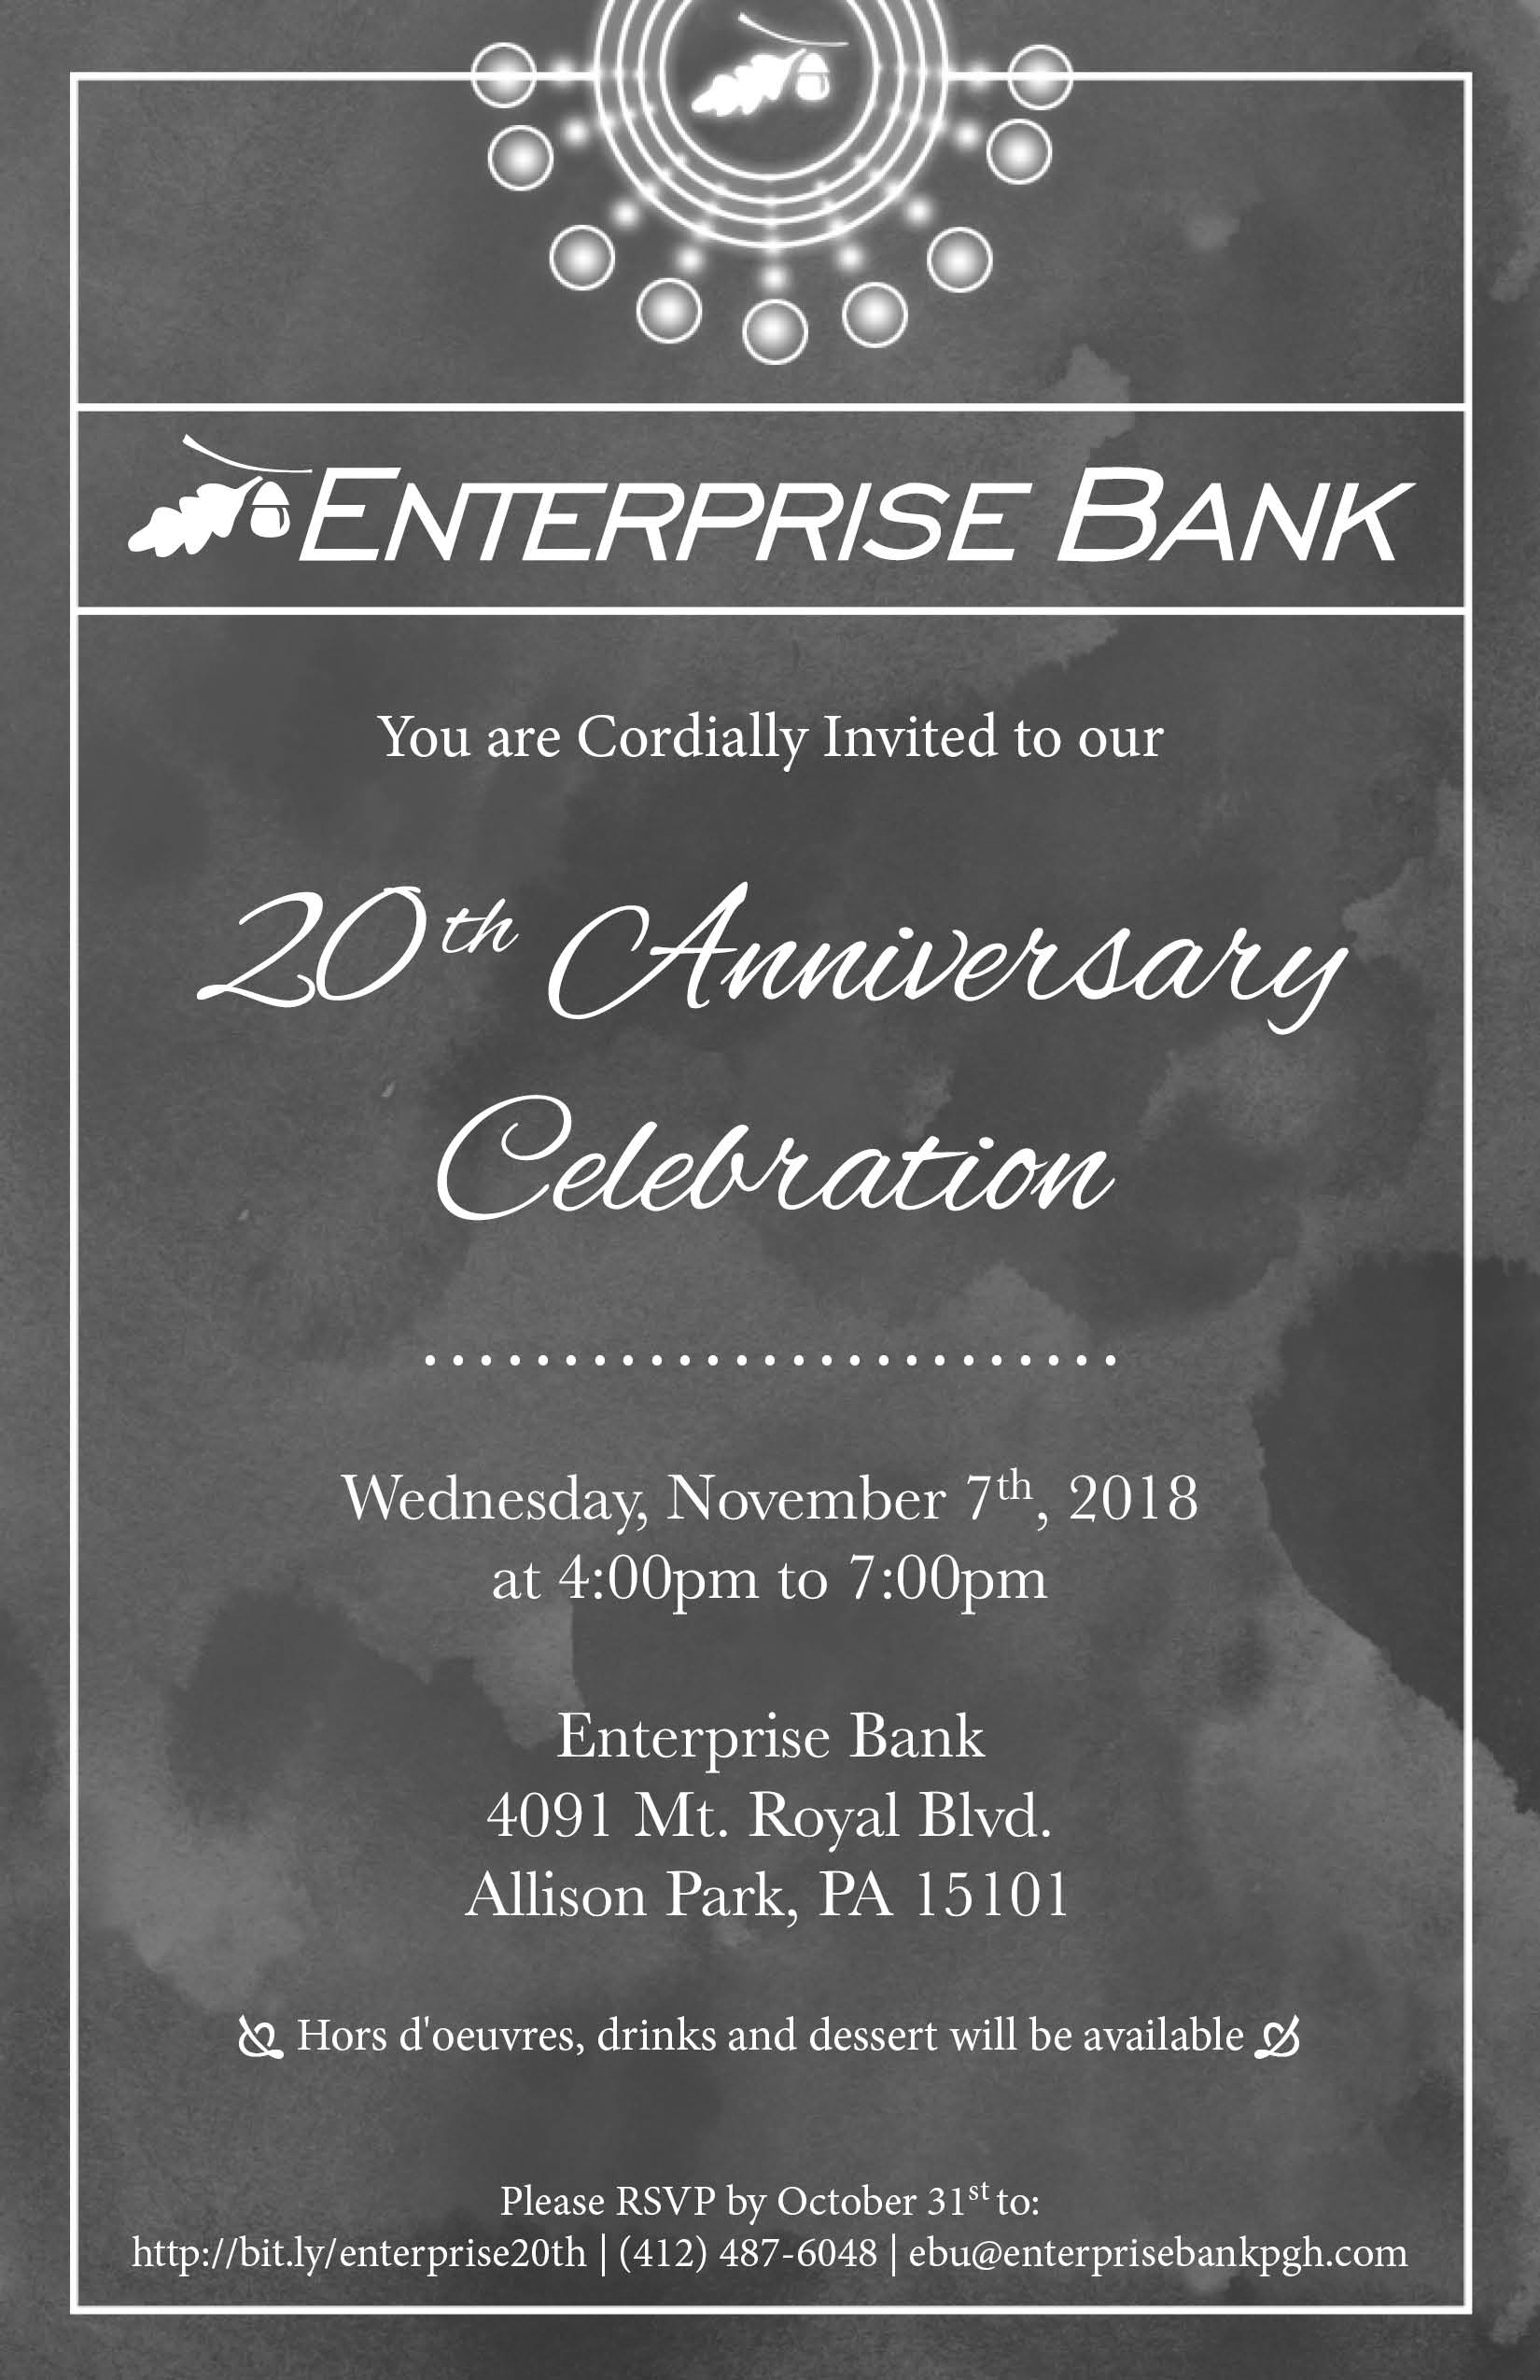 ENTERPRISE BANK
You are Cordially Invited to our
20th Anniversary
Celebration
Wednesday, November 7th, 2018
at 4:00pm to 7:00pm
Enterprise Bank
4091 Mt. Royal Blvd.
Allison Park, PA 15101
Hors d'oeuvres, drinks and dessert will be available
Please RSVP by October 31st to:
http://bit.ly/enterprise20th | (412) 487-6048 | ebu@enterprisebankpgh.com